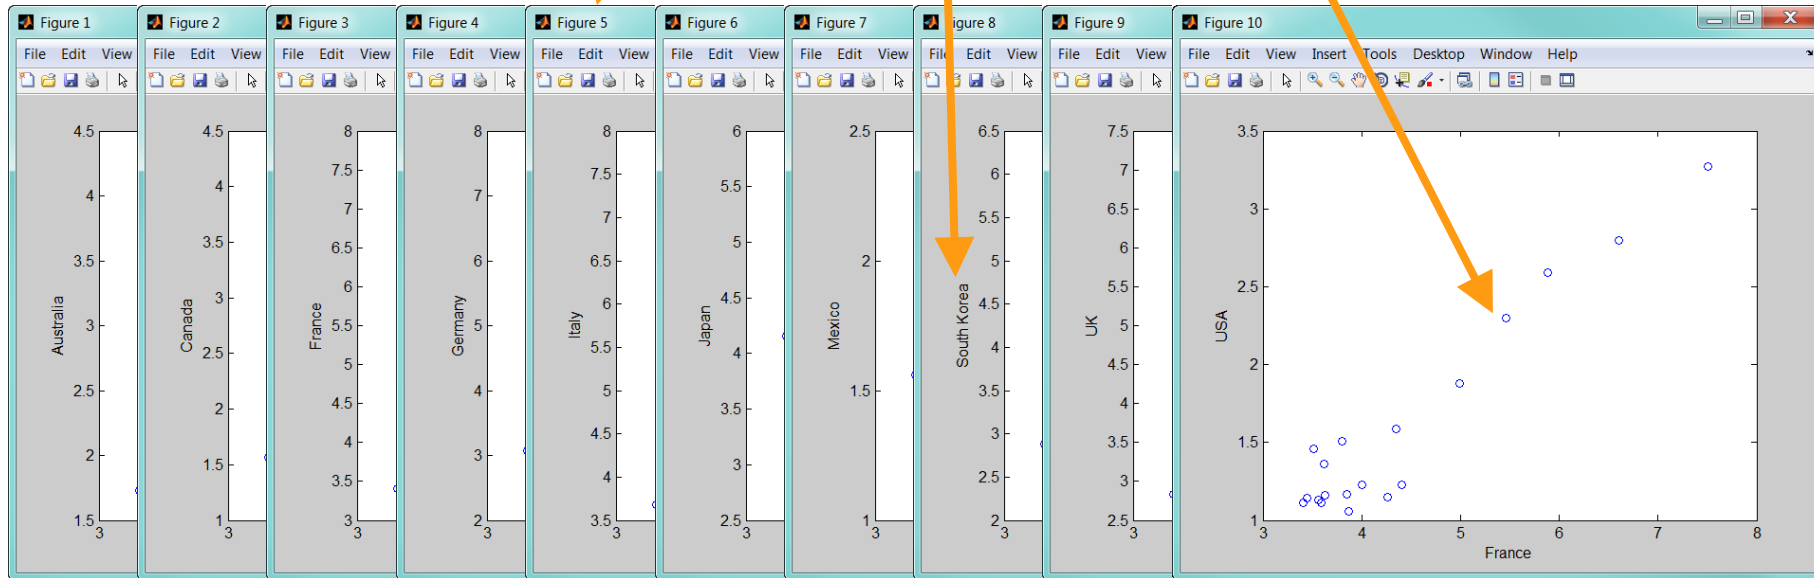 Figure 1
File Edit View
4.5
4
3.5
3
2.5
2
1.5
3
Australia
Figure 2
File Edit View
4.5
4
3.5
3
2.5
2
1.5
1
3
Canada
Figure 3
File Edit View
8
7.5
7
6.5
6
5.5
5
4.5
4
3.5
3
3
France
Figure 4
File Edit View
8
7
6
5
4
3
2
3
Germany
Figure 5
File Edit View
8
7.5
7
6.5
6
5.5
5
4.5
4
3.5
3
Italy
Figure 6
File Edit View
6
5.5
5
4.5
4
3.5
3
2.5
3
Japan
Figure 7
File Edit View
2.5
2
1.5
1
3
Mexico
Figure 8
File Edit View
6.5
6
5.5
5
4.5
4
3.5
3
2.5
2
3
South Korea
Figure 9
File Edit View
7.5
7
6.5
6
5.5
5
4.5
4
3.5
3
2.5
3
UK
Figure 10
File Edit View Insert Tools Desktop Window Help
3.5
3
2.5
2
1.5
1
USA
3 4 5 6 7 8
France